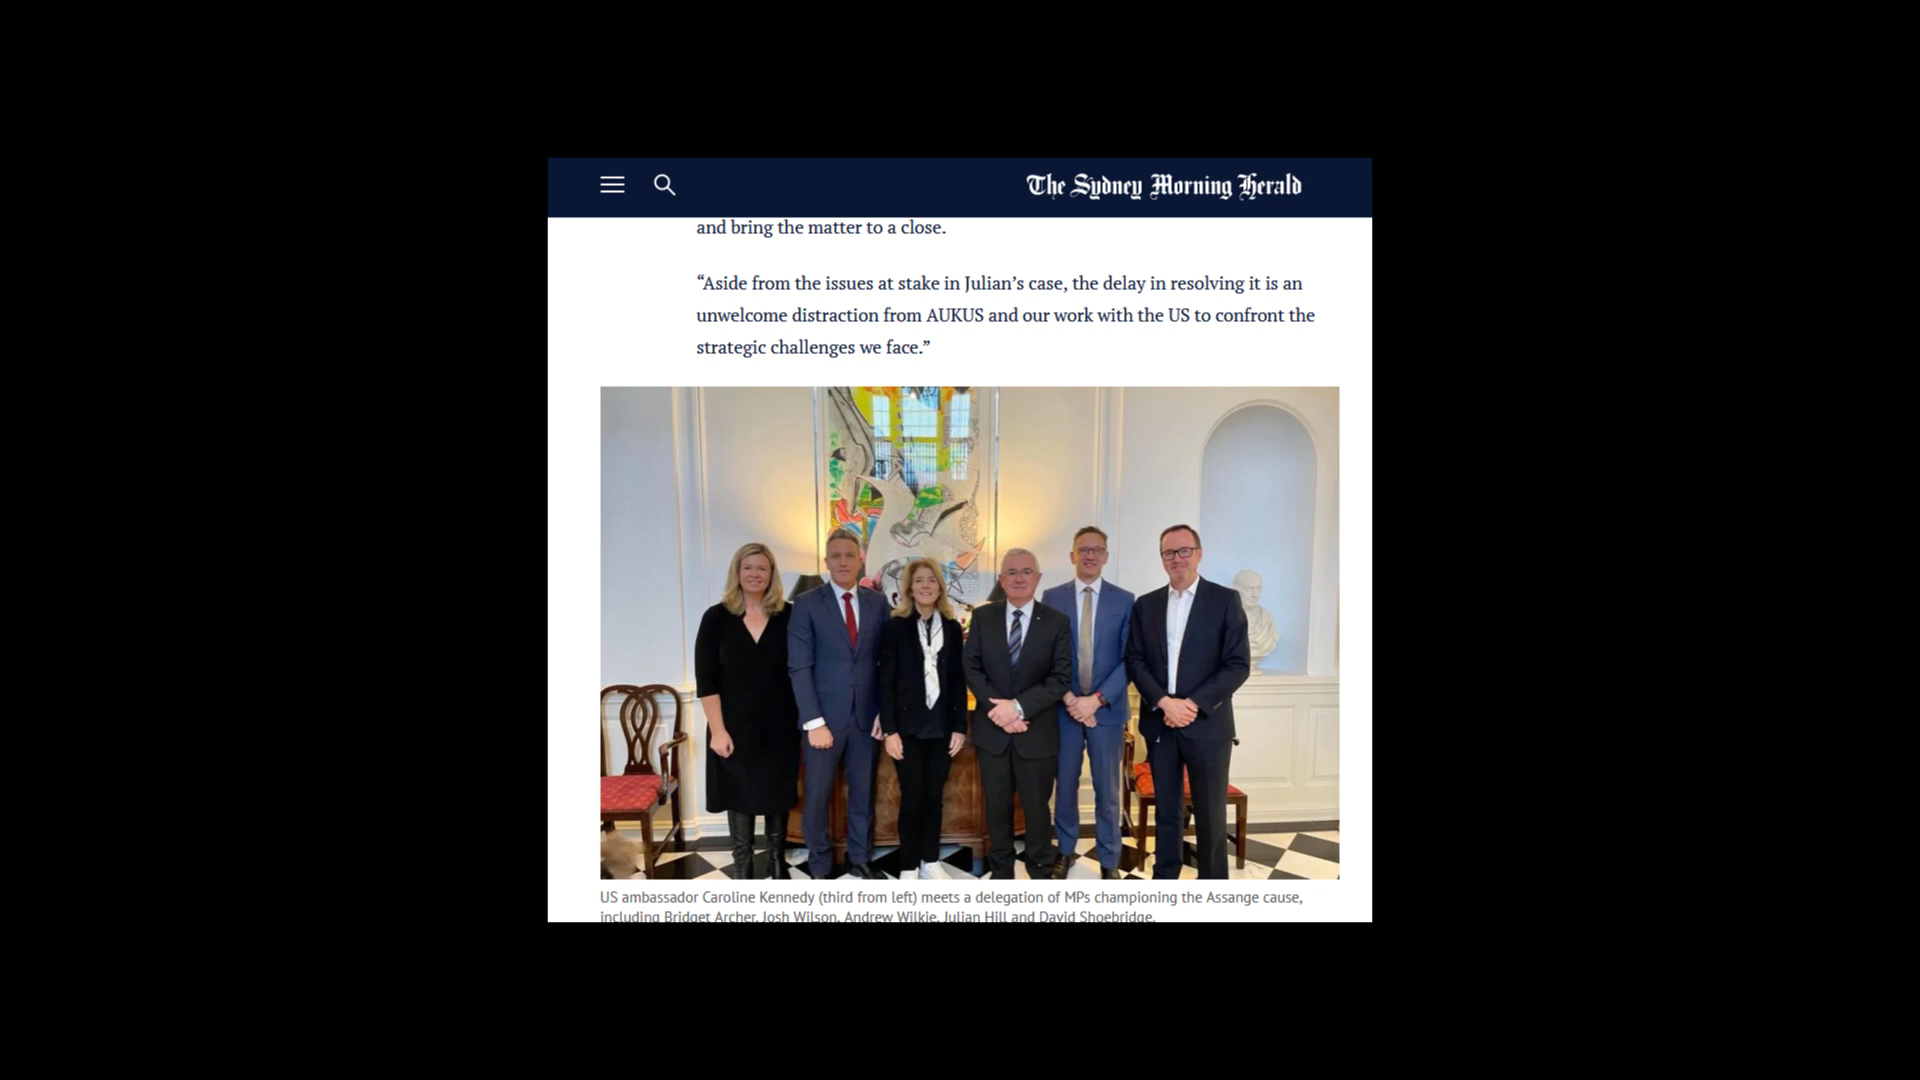 The Sydney Morning Herald
and bring the matter to a close.
“Aside from the issues at stake in Julian’s case, the delay in resolving it is an
unwelcome distraction from AUKUS and our work with the US to confront the
strategic challenges we face.”
US ambassador Caroline Kennedy (third from left) meets a delegation of MPs championing the Assange cause,
including Bridget Archer, Josh Wilson, Andrew Wilkie, Julian Hill and David Shoebridge.